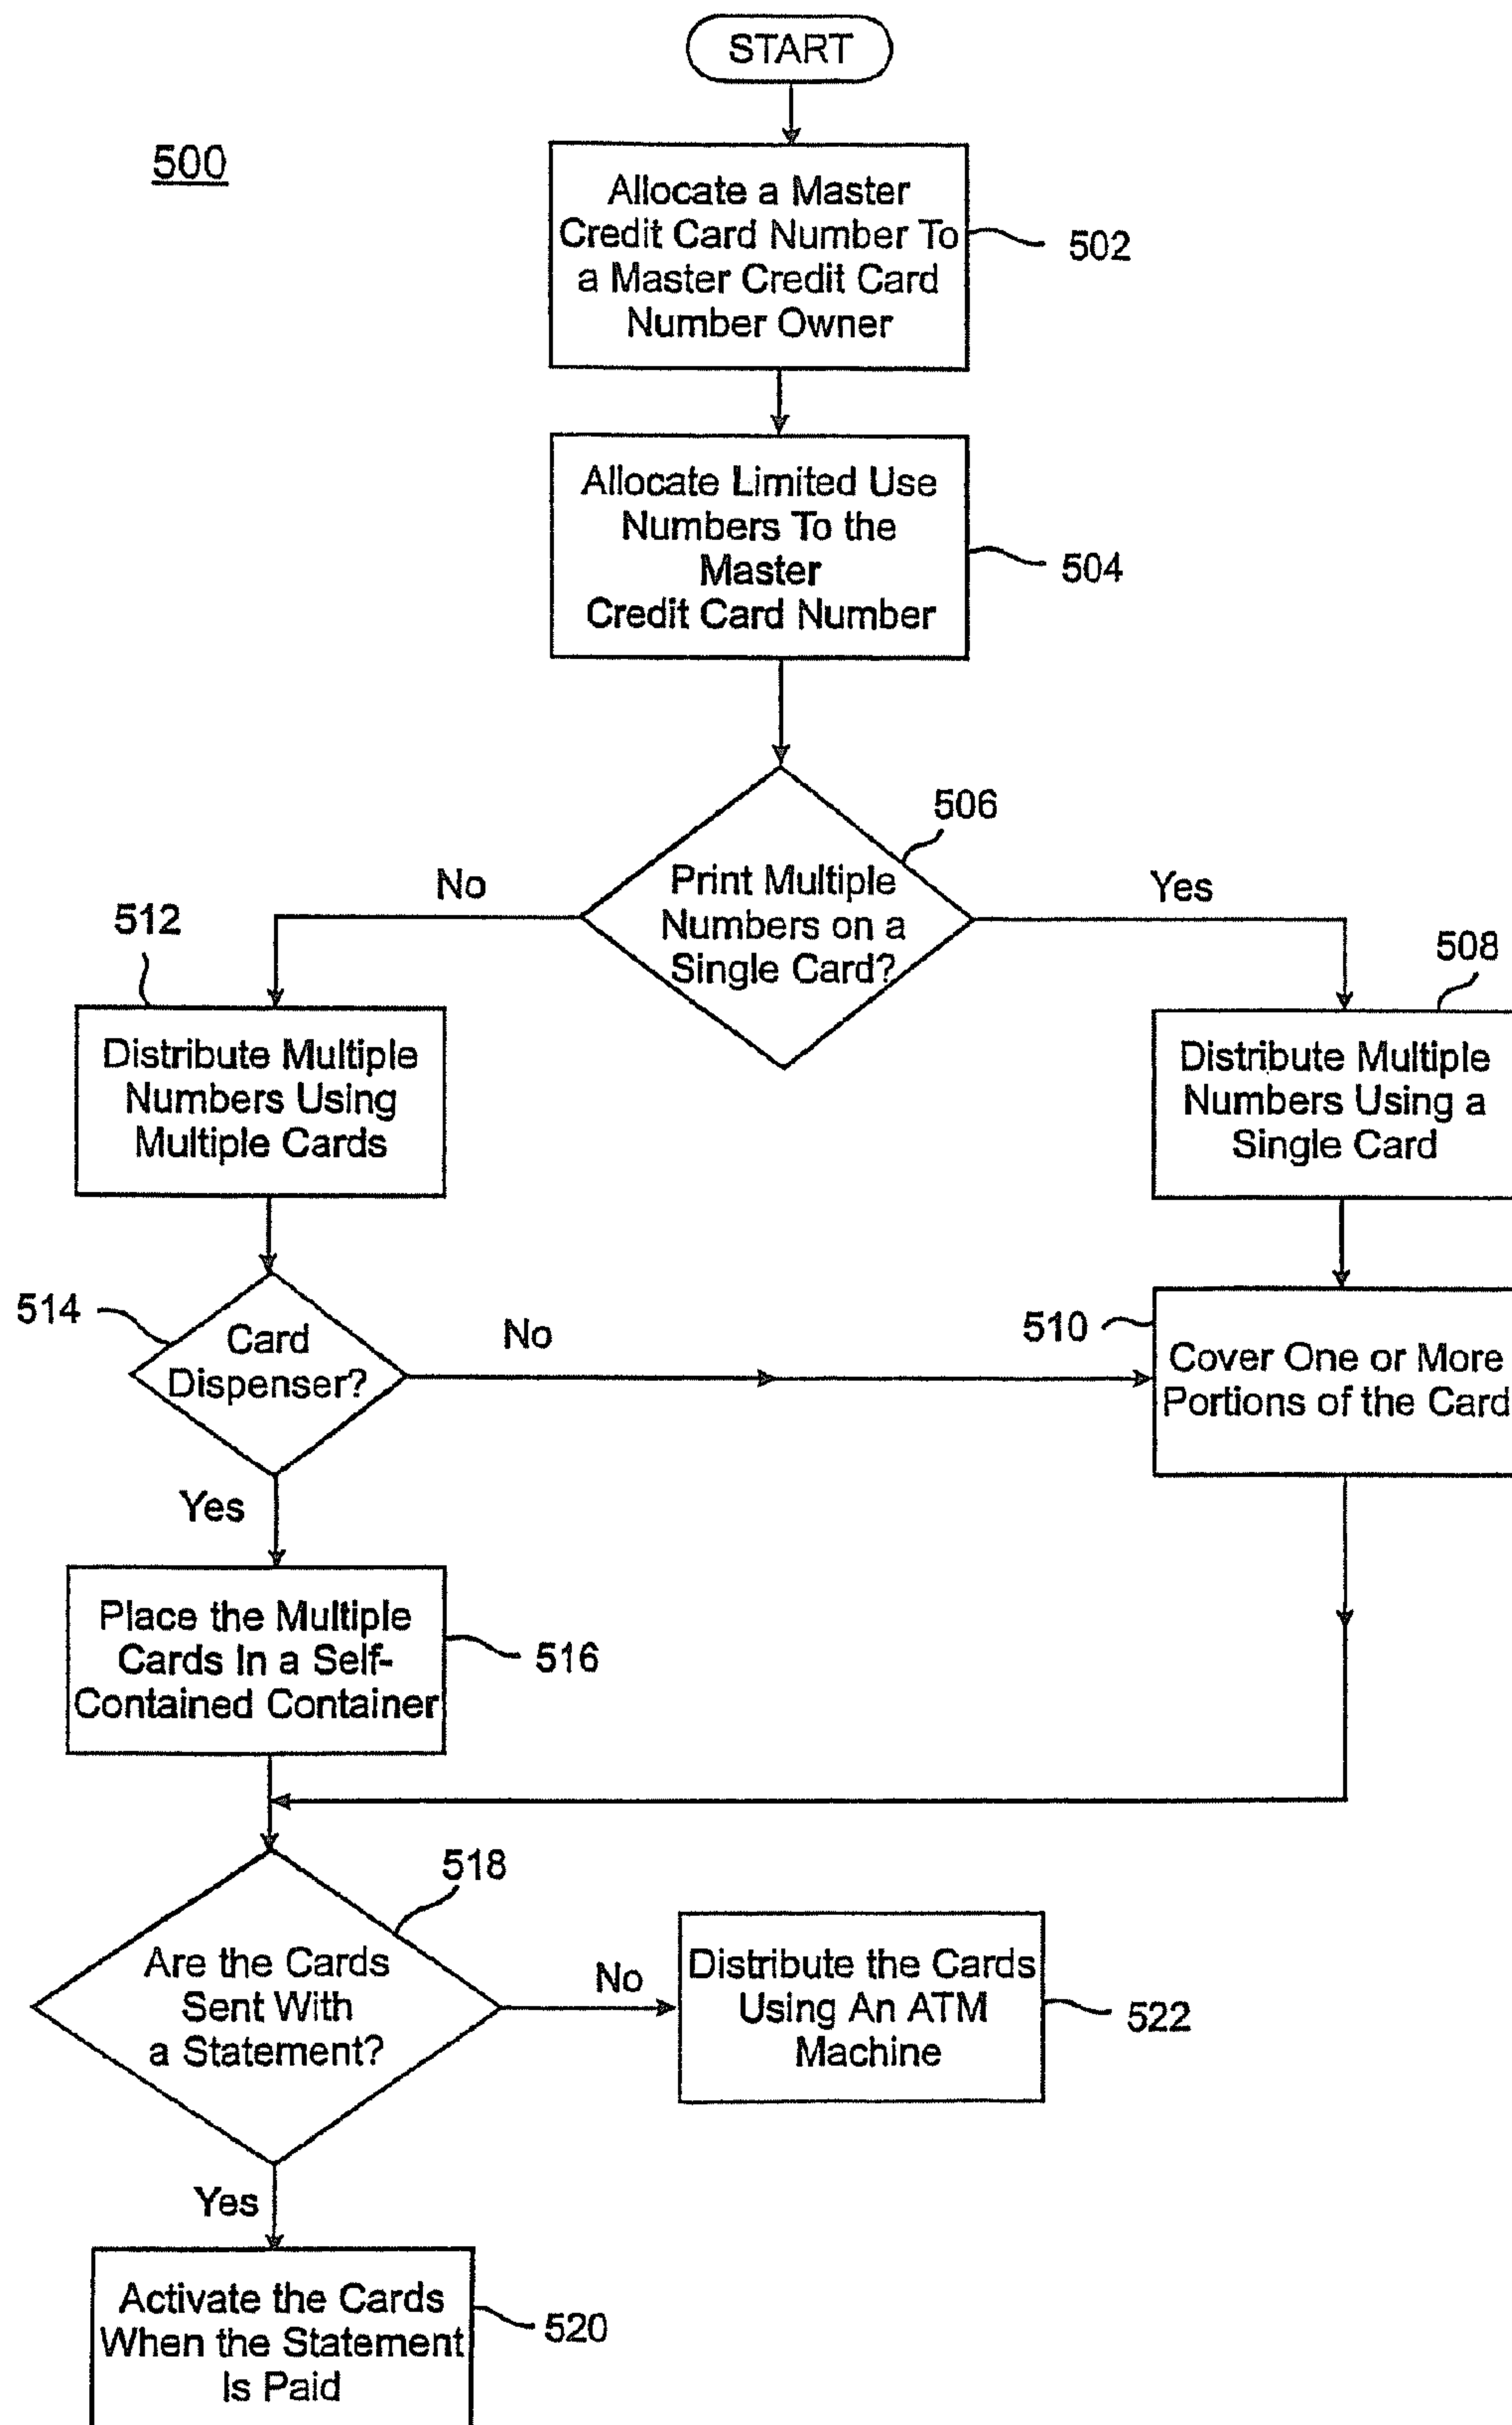 START
500
Allocate a Master
Credit Card Number To
a Master Credit Card
Number Owner
502
Allocate Limited Use
Numbers To the
Master
Credit Card Number
504
506
Print Multiple
Numbers on a
Single Card?
No
Yes
512
508
Distribute Multiple
Numbers Using
Multiple Cards
Distribute Multiple
Numbers Using a
Single Card
514
Card
Dispenser?
No
510
Cover One or More
Portions of the Card
Yes
Place the Multiple
Cards In a Self-
Contained Container
516
518
Are the Cards
Sent With
a Statement?
No
Distribute the Cards
Using An ATM
Machine
522
Yes
Activate the Cards
When the Statement
Is Paid
520